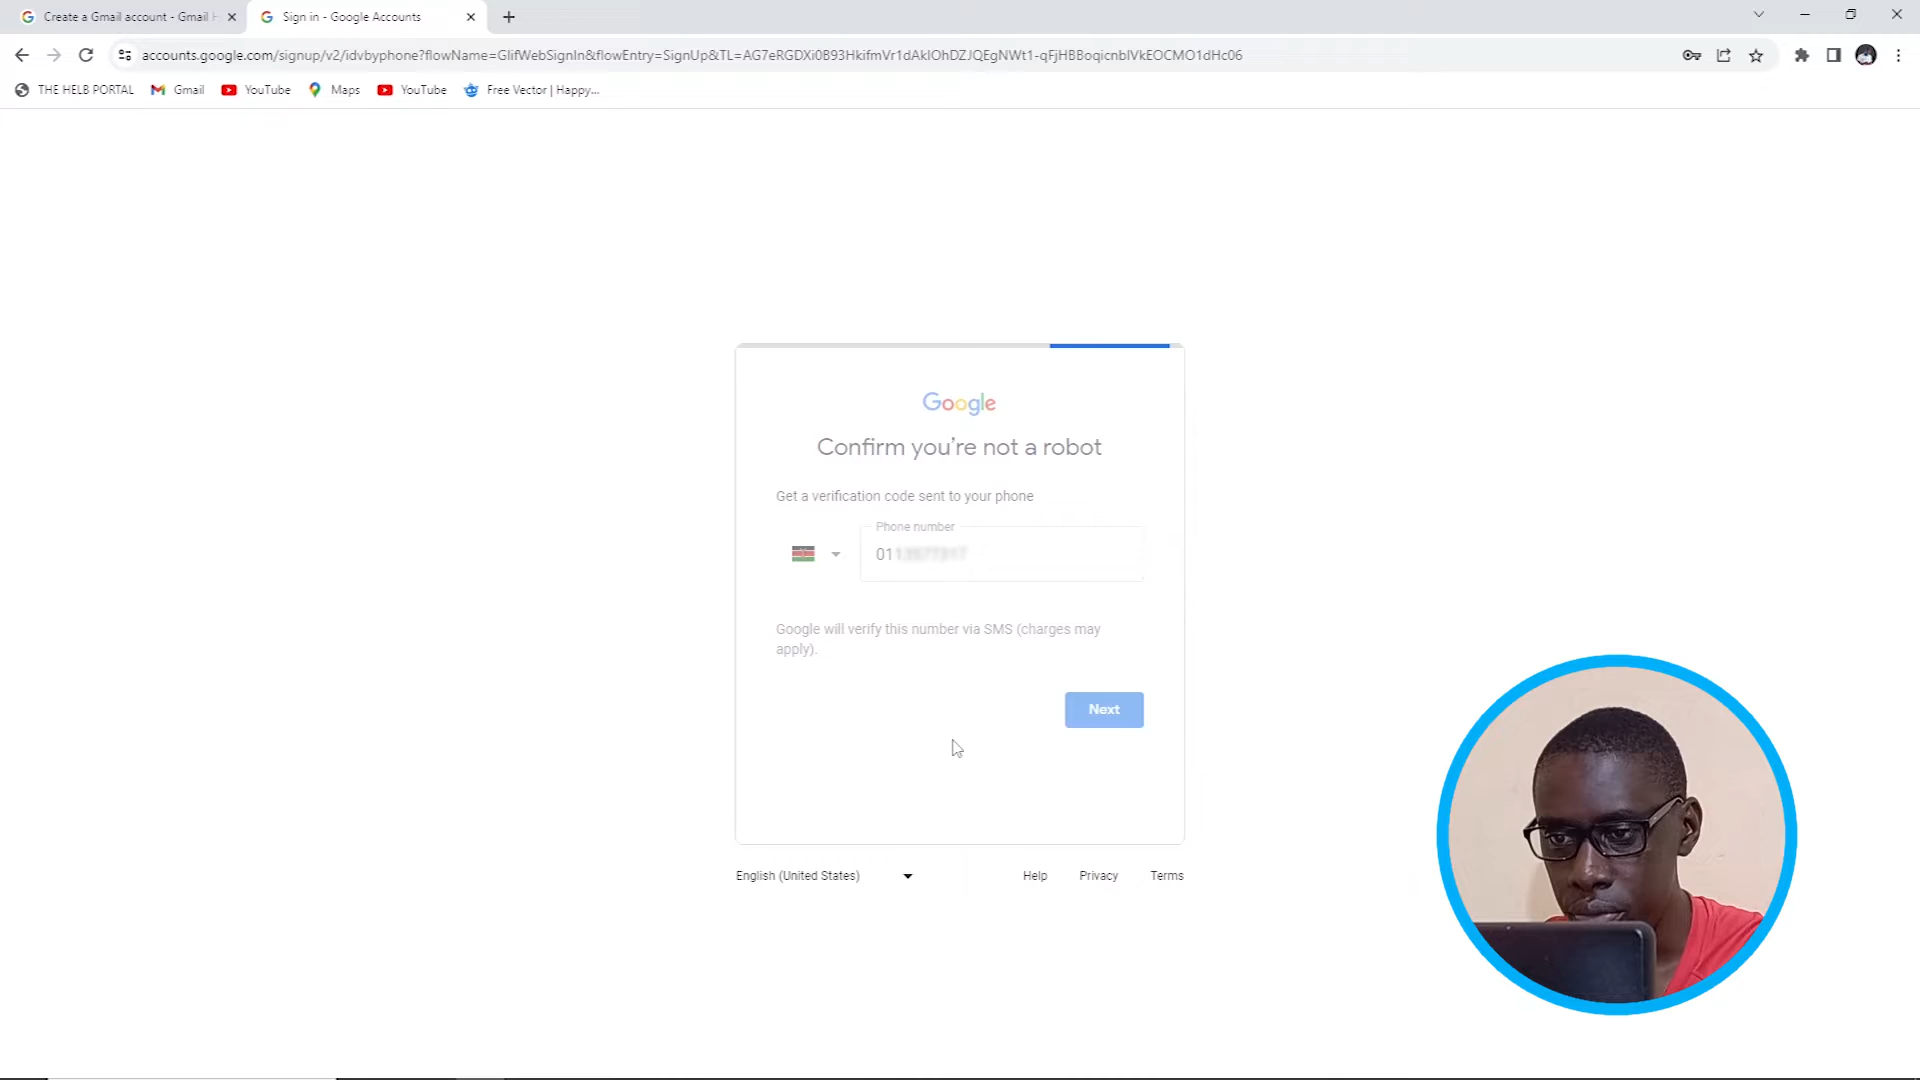 Create a Gmail account - Gmail
Sign in - Google Accounts
accounts.google.com/signup/v2/idvbyphone?flowName=GlifWebSignIn&flowEntry=SignUp&TL=AG7eRGDXi0B93HkifmVr1dAkIOhDZJQEgNWt1-qFjHBBoqicnbIVkEOCMO1dHc06
THE HELB PORTAL
Gmail
YouTube
Maps
YouTube
Free Vector | Happy...
Google
Confirm you're not a robot
Get a verification code sent to your phone
Phone number
011
Google will verify this number via SMS (charges may
apply).
Next
English (United States)
Help
Privacy
Terms